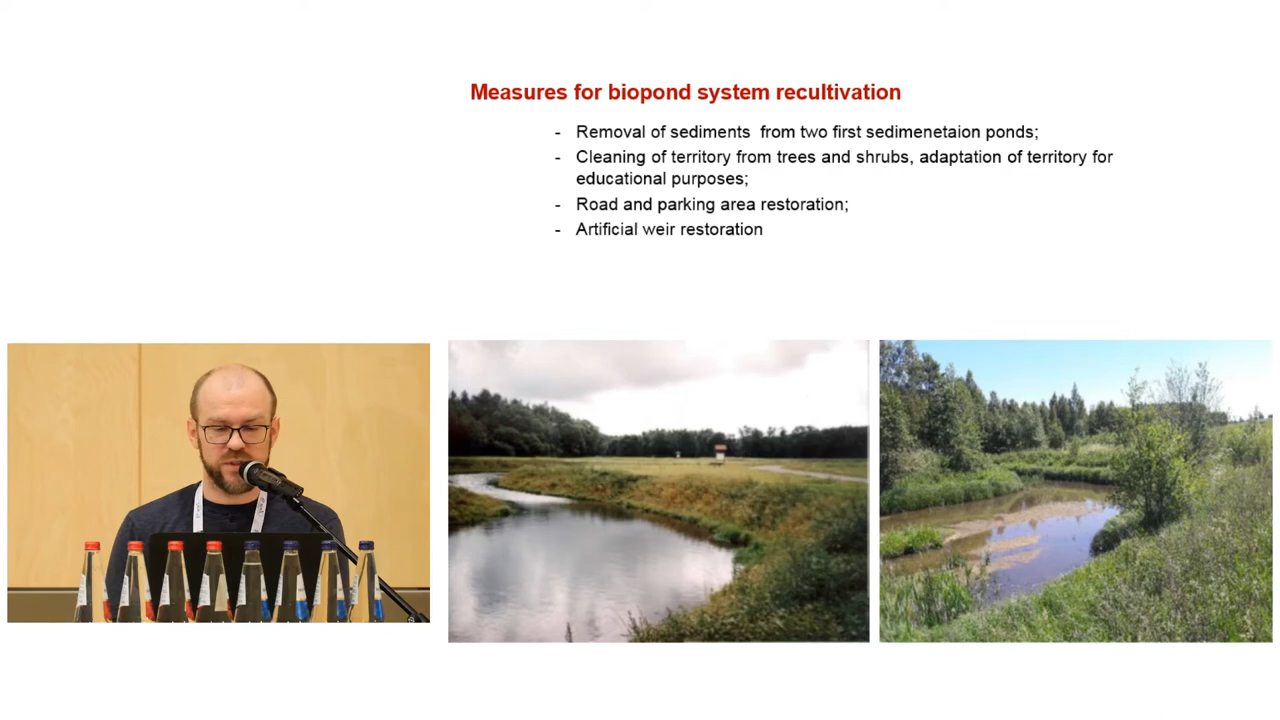 Measures for biopond system recultivation
- Removal of sediments from two first sedimenetaion ponds;
- Cleaning of territory from trees and shrubs, adaptation of territory for
educational purposes;
- Road and parking area restoration;
- Artificial weir restoration